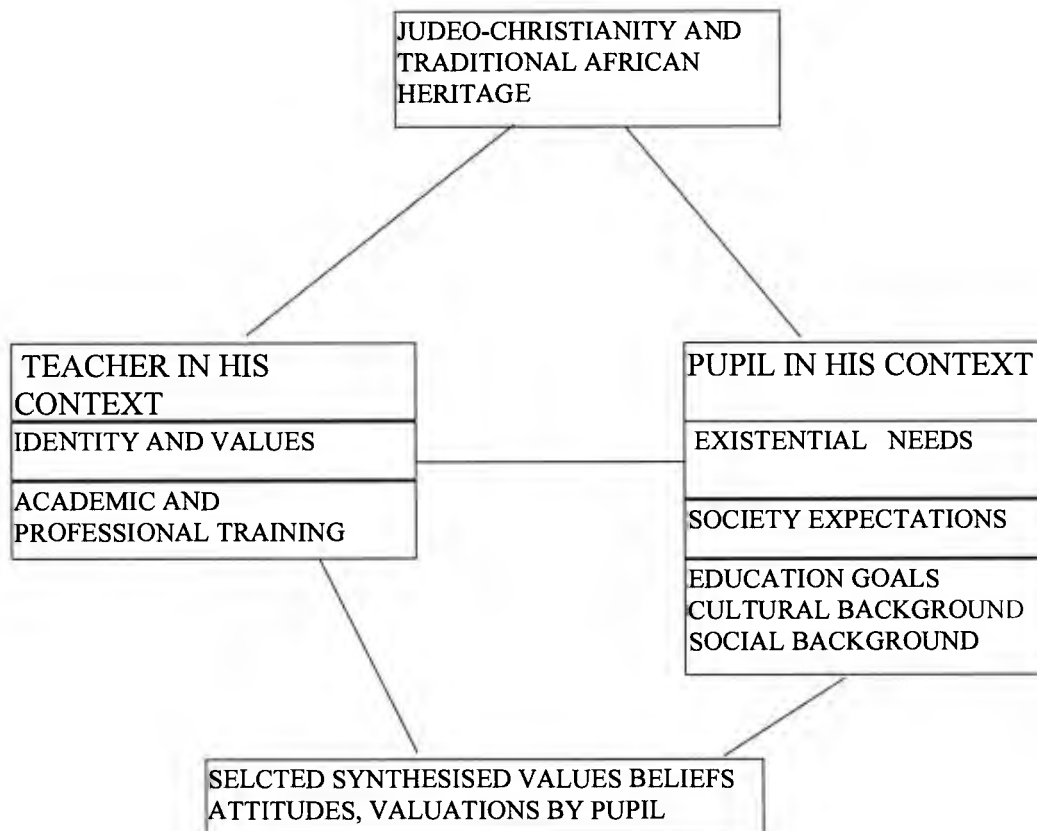 JUDEO-CHRISTIANITY AND
TRADITIONAL AFRICAN
HERITAGE
TEACHER IN HIS
CONTEXT
IDENTITY AND VALUES
ACADEMIC AND
PROFESSIONAL TRAINING
PUPIL IN HIS CONTEXT
EXISTENTIAL NEEDS
SOCIETY EXPECTATIONS
EDUCATION GOALS
CULTURAL BACKGROUND
SOCIAL BACKGROUND
SELCTED SYNTHESISED VALUES BELIEFS
ATTITUDES, VALUATIONS BY PUPIL